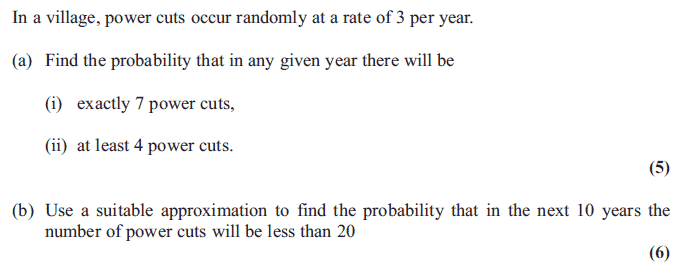 In a village, power cuts occur randomly at a rate of 3 per year.
(a) Find the probability that in any given year there will be
(i) exactly 7 power cuts,
(ii) at least 4 power cuts.
(5)
(b) Use a suitable approximation to find the probability that in the next 10 years the
number of power cuts will be less than 20
(6)